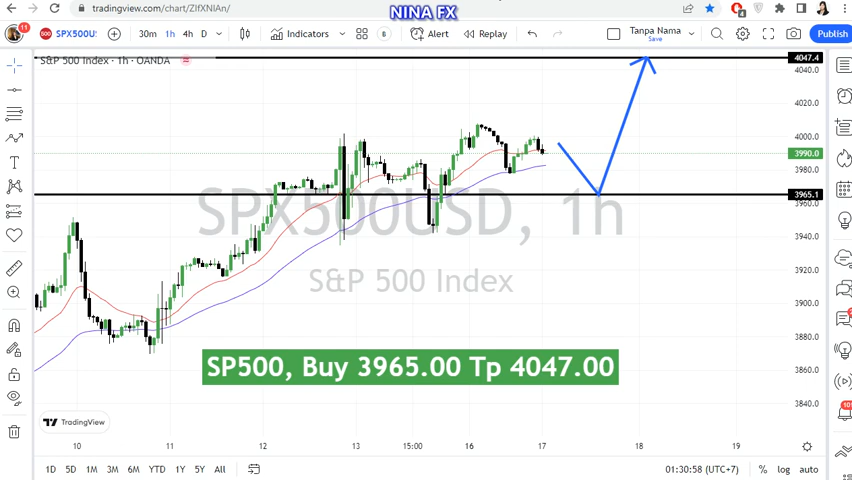 NINA FX
tradingview.com/chart/ZIfXNIAn/
4
11
SPX500U:
30m 1h 4h D
Indicators
Alert
Replay
Tanpa Nama
Save
Publish
S&P 500 Index · 1h · OANDA
4047.4
4040.0
4020.0
4000.0
3990.0
3980.0
3965.1
3960.0
3940.0
3920.0
3900.0
3880.0
3860.0
3840.0
SPX500USD, 1h
S&P 500 Index
SP500, Buy 3965.00 Tp 4047.00
TradingView
10 11 12 13 15:00 16 17 18 19
1D 5D 1M 3M 6M YTD 1Y 5Y All
01:30:58 (UTC+7)
% log auto